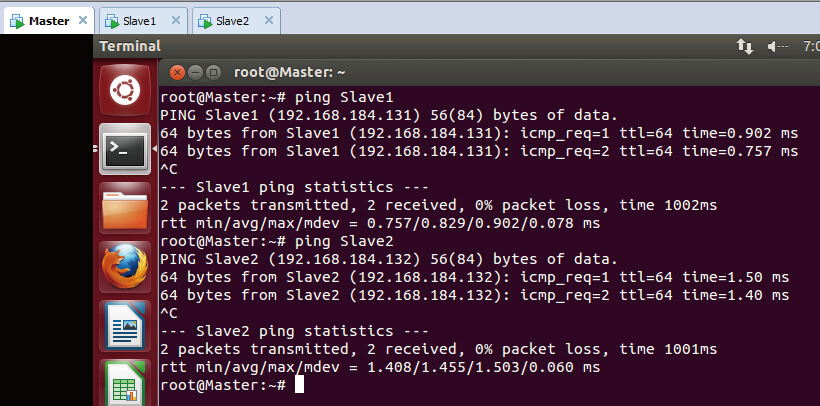 Master
Slave1
Slave2
Terminal
root@Master: ~
root@Master:~# ping Slave1
PING Slave1 (192.168.184.131) 56(84) bytes of data.
64 bytes from Slave1 (192.168.184.131): icmp_req=1 ttl=64 time=0.902 ms
64 bytes from Slave1 (192.168.184.131): icmp_req=2 ttl=64 time=0.757 ms
^C
--- Slave1 ping statistics ---
2 packets transmitted, 2 received, 0% packet loss, time 1002ms
rtt min/avg/max/mdev = 0.757/0.829/0.902/0.078 ms
root@Master:~# ping Slave2
PING Slave2 (192.168.184.132) 56(84) bytes of data.
64 bytes from Slave2 (192.168.184.132): icmp_req=1 ttl=64 time=1.50 ms
64 bytes from Slave2 (192.168.184.132): icmp_req=2 ttl=64 time=1.40 ms
^C
--- Slave2 ping statistics ---
2 packets transmitted, 2 received, 0% packet loss, time 1001ms
rtt min/avg/max/mdev = 1.408/1.455/1.503/0.060 ms
root@Master:~#